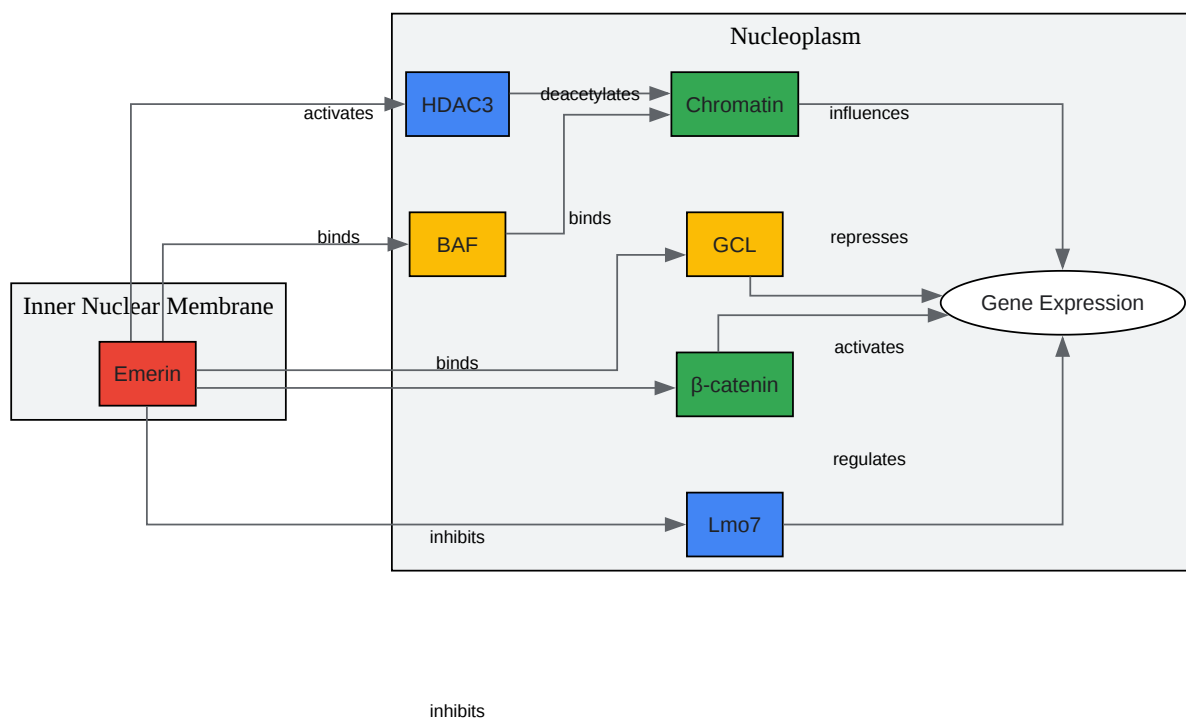 Nucleoplasm
HDAC3
deacetylates
Chromatin
activates
influences
binds
BAF
binds
GCL
represses
Inner Nuclear Membrane
Gene Expression
Emerin
binds
activates
β-catenin
regulates
Lmo7
inhibits
inhibits